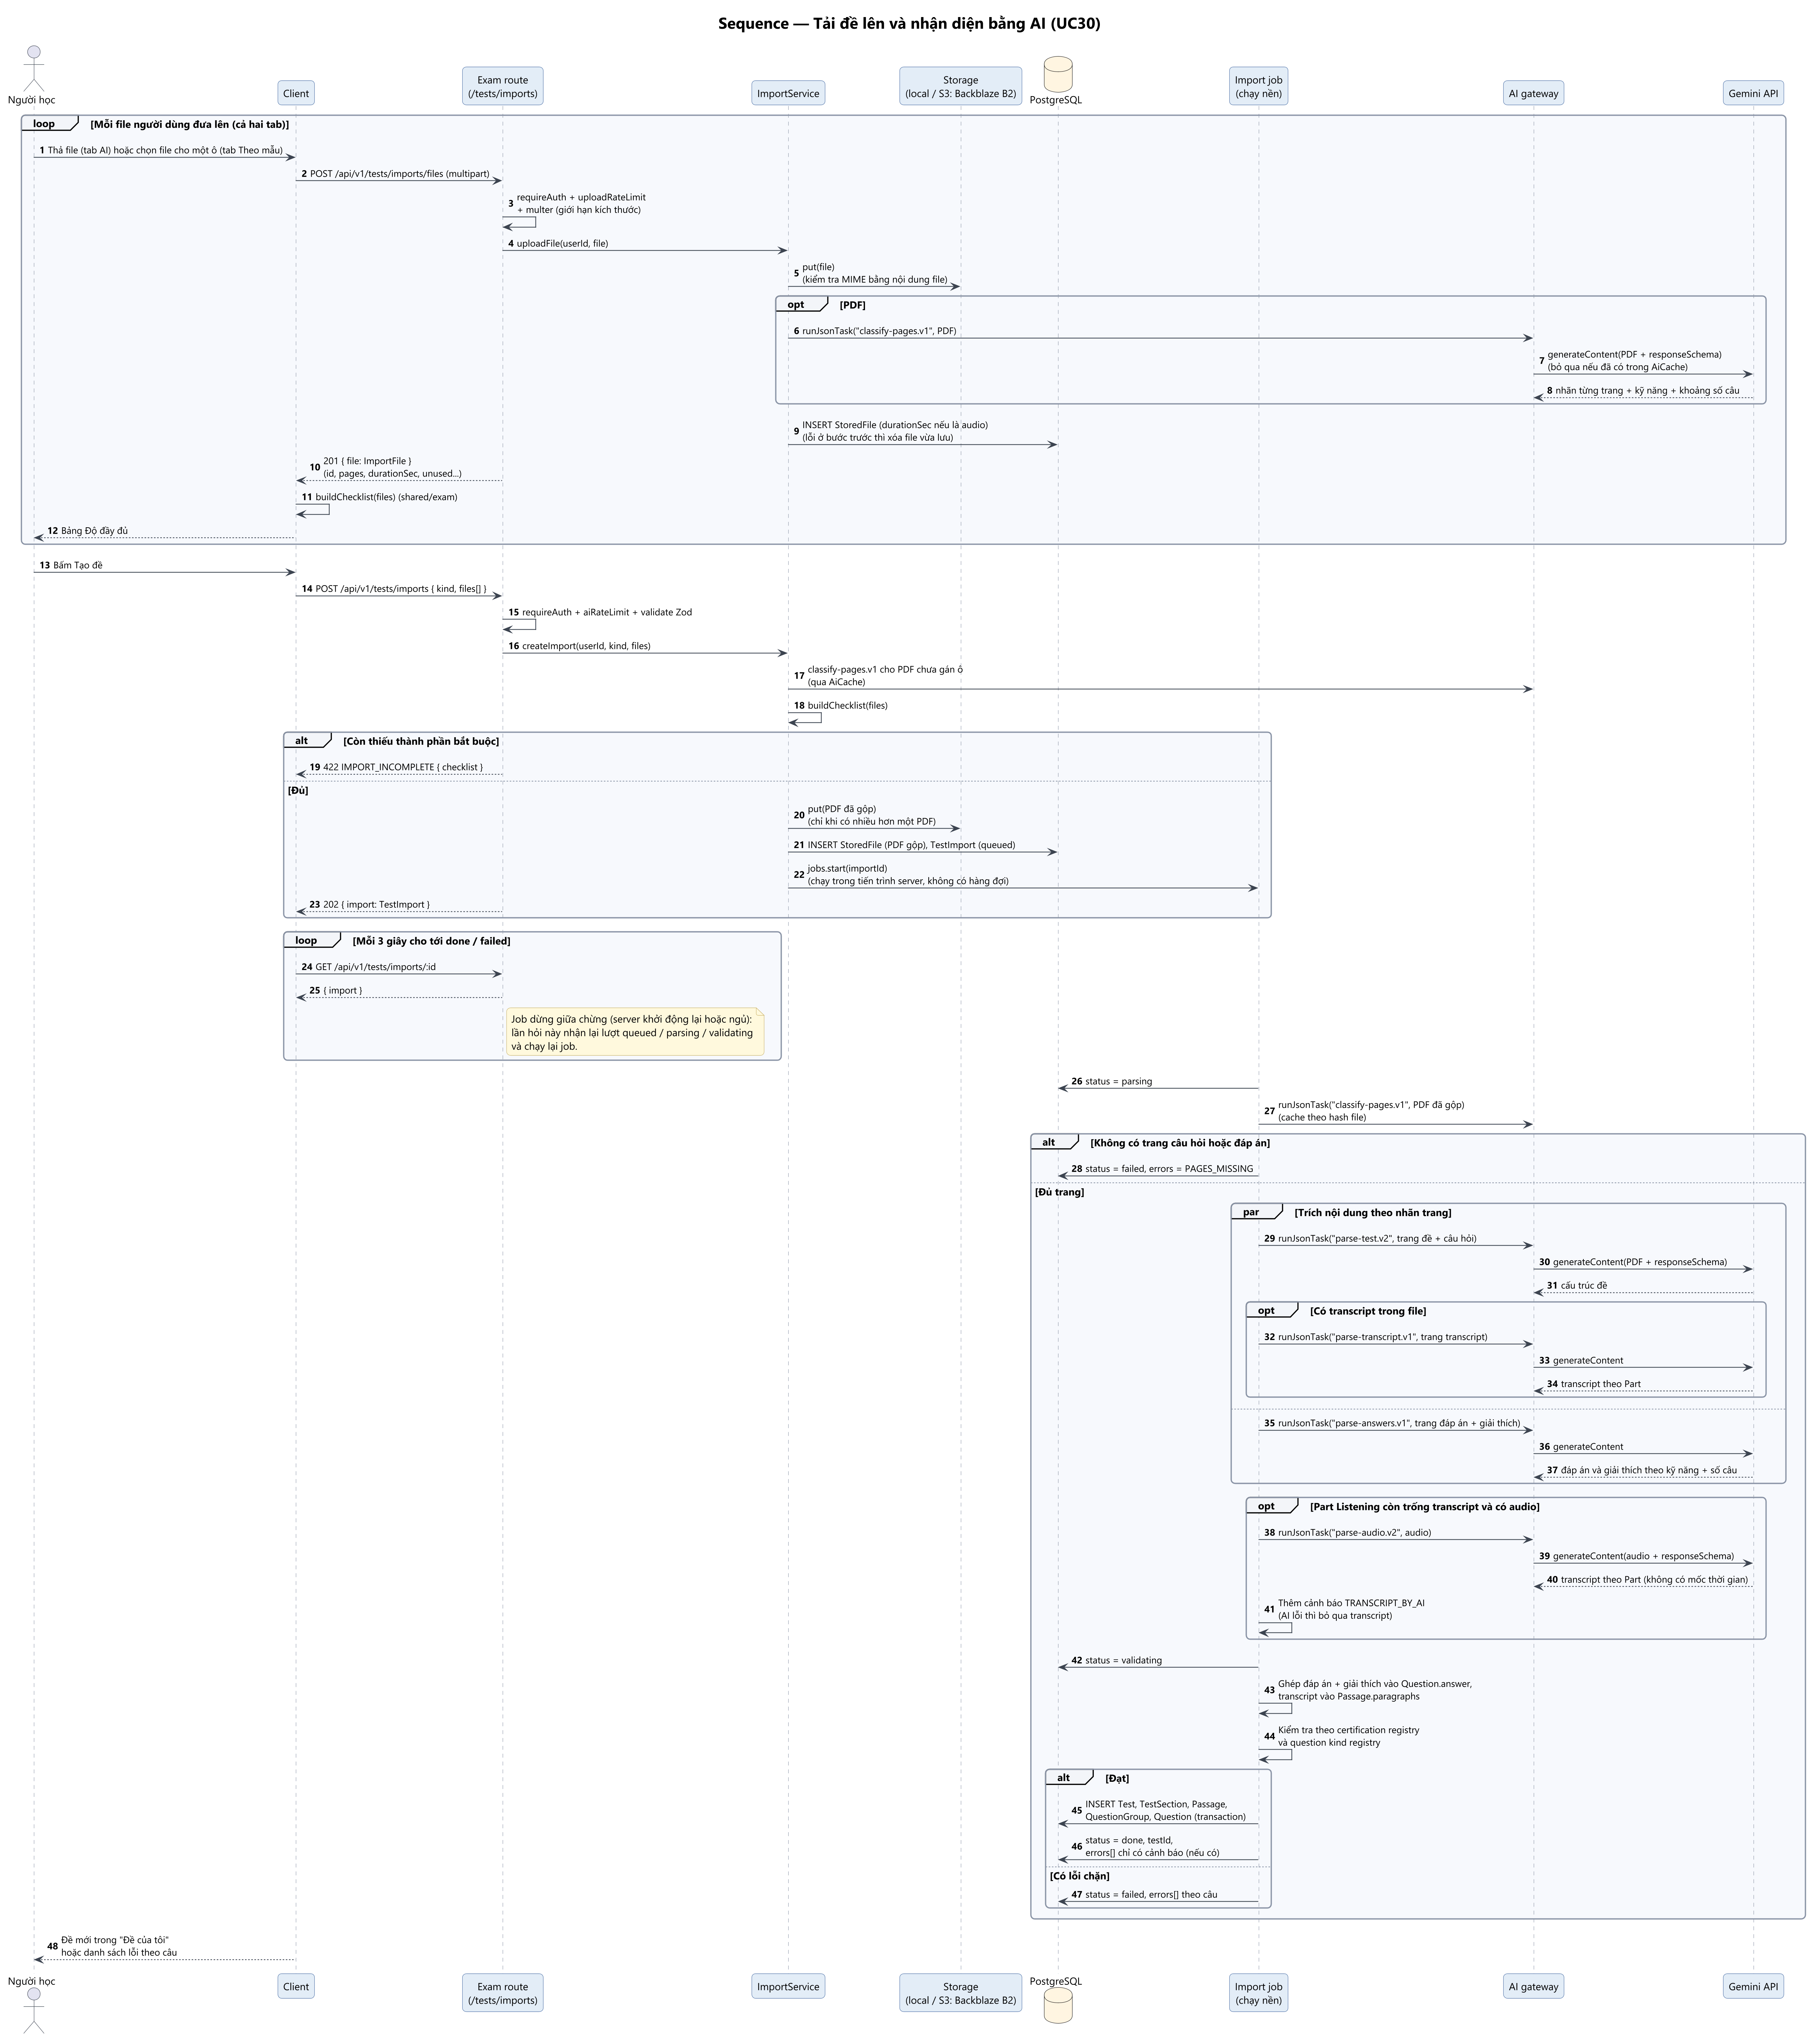 Sequence — Tải đề lên và nhận diện bằng AI (UC30)
Người học
Client
Exam route
(/tests/imports)
ImportService
Storage
(local / S3: Backblaze B2)
PostgreSQL
Import job
(chạy nền)
AI gateway
Gemini API
loop [Mỗi file người dùng đưa lên (cả hai tab)]
1 Thả file (tab AI) hoặc chọn file cho một ô (tab Theo mẫu)
2 POST /api/v1/tests/imports/files (multipart)
3 requireAuth + uploadRateLimit
+ multer (giới hạn kích thước)
4 uploadFile(userId, file)
5 put(file)
(kiểm tra MIME bằng nội dung file)
opt [PDF]
6 runJsonTask("classify-pages.v1", PDF)
7 generateContent(PDF + responseSchema)
(bỏ qua nếu đã có trong AiCache)
8 nhãn từng trang + kỹ năng + khoảng số câu
9 INSERT StoredFile (durationSec nếu là audio)
(lỗi ở bước trước thì xóa file vừa lưu)
10 201 { file: ImportFile }
(id, pages, durationSec, unused...)
11 buildChecklist(files) (shared/exam)
12 Bảng Độ đầy đủ
13 Bấm Tạo đề
14 POST /api/v1/tests/imports { kind, files[] }
15 requireAuth + aiRateLimit + validate Zod
16 createImport(userId, kind, files)
17 classify-pages.v1 cho PDF chưa gán ô
(qua AiCache)
18 buildChecklist(files)
alt [Còn thiếu thành phần bắt buộc]
19 422 IMPORT_INCOMPLETE { checklist }
[Đủ]
20 put(PDF đã gộp)
(chỉ khi có nhiều hơn một PDF)
21 INSERT StoredFile (PDF gộp), TestImport (queued)
22 jobs.start(importId)
(chạy trong tiến trình server, không có hàng đợi)
23 202 { import: TestImport }
loop [Mỗi 3 giây cho tới done / failed]
24 GET /api/v1/tests/imports/:id
25 { import }
Job dừng giữa chừng (server khởi động lại hoặc ngủ):
lần hỏi này nhận lại lượt queued / parsing / validating
và chạy lại job.
26 status = parsing
27 runJsonTask("classify-pages.v1", PDF đã gộp)
(cache theo hash file)
alt [Không có trang câu hỏi hoặc đáp án]
28 status = failed, errors = PAGES_MISSING
[Đủ trang]
par [Trích nội dung theo nhãn trang]
29 runJsonTask("parse-test.v2", trang đề + câu hỏi)
30 generateContent(PDF + responseSchema)
31 cấu trúc đề
opt [Có transcript trong file]
32 runJsonTask("parse-transcript.v1", trang transcript)
33 generateContent
34 transcript theo Part
35 runJsonTask("parse-answers.v1", trang đáp án + giải thích)
36 generateContent
37 đáp án và giải thích theo kỹ năng + số câu
opt [Part Listening còn trống transcript và có audio]
38 runJsonTask("parse-audio.v2", audio)
39 generateContent(audio + responseSchema)
40 transcript theo Part (không có mốc thời gian)
41 Thêm cảnh báo TRANSCRIPT_BY_AI
(AI lỗi thì bỏ qua transcript)
42 status = validating
43 Ghép đáp án + giải thích vào Question.answer,
transcript vào Passage.paragraphs
44 Kiểm tra theo certification registry
và question kind registry
alt [Đạt]
45 INSERT Test, TestSection, Passage,
QuestionGroup, Question (transaction)
46 status = done, testId,
errors[] chỉ có cảnh báo (nếu có)
[Có lỗi chặn]
47 status = failed, errors[] theo câu
48 Đề mới trong "Đề của tôi"
hoặc danh sách lỗi theo câu
Người học
Client
Exam route
(/tests/imports)
ImportService
Storage
(local / S3: Backblaze B2)
PostgreSQL
Import job
(chạy nền)
AI gateway
Gemini API